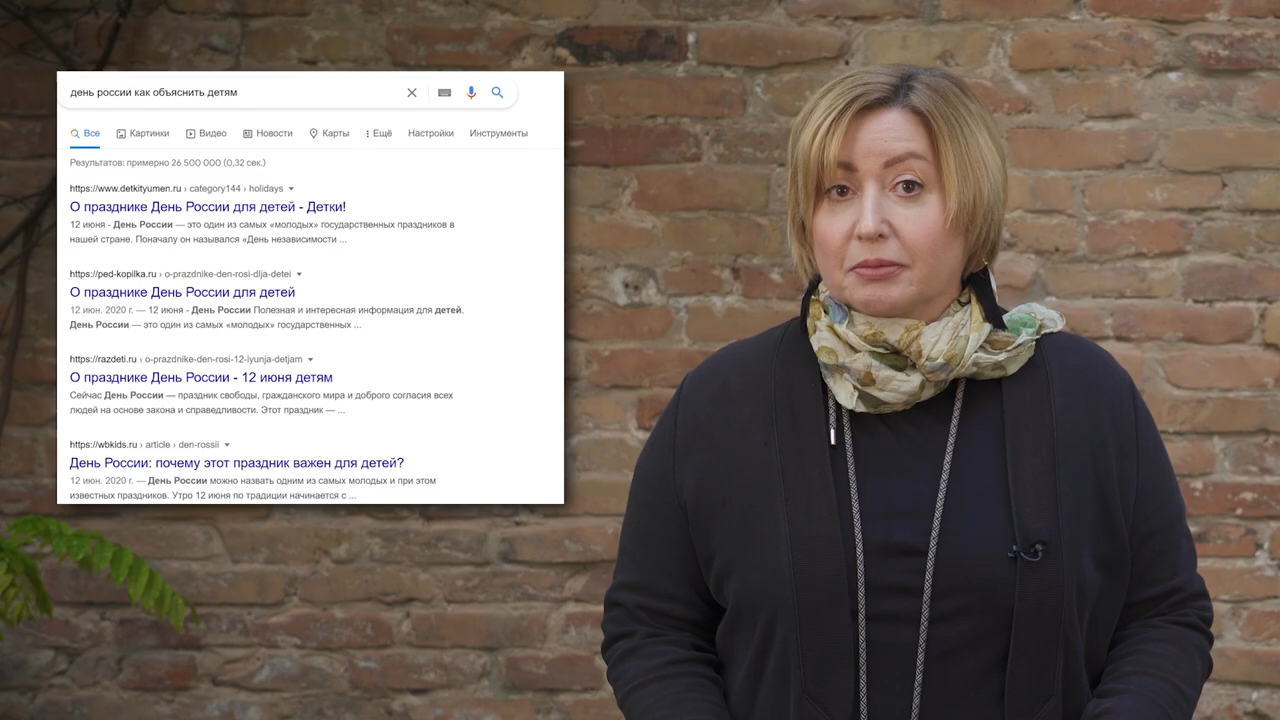 день россии как объяснить детям
Все Картинки Видео Новости Карты Ещё Настройки Инструменты
Результатов: примерно 26 500 000 (0,32 сек.)
https://www.detkityumen.ru › category144 › holidays
О празднике День России для детей - Детки!
12 июня - День России — это один из самых «молодых» государственных праздников в
нашей стране. Поначалу он назывался «День независимости ...
https://ped-kopilka.ru › o-prazdnike-den-rosi-dlja-detei
О празднике День России для детей
12 июн. 2020 г. — 12 июня - День России Полезная и интересная информация для детей.
День России — это один из самых «молодых» государственных ...
https://razdeti.ru › o-prazdnike-den-rosi-12-iyunja-detjam
О празднике День России - 12 июня детям
Сейчас День России — праздник свободы, гражданского мира и доброго согласия всех
людей на основе закона и справедливости. Этот праздник — ...
https://wbkids.ru › article › den-rossii
День России: почему этот праздник важен для детей?
12 июн. 2020 г. — День России можно назвать одним из самых молодых и при этом
известных праздников. Утро 12 июня по традиции начинается с ...